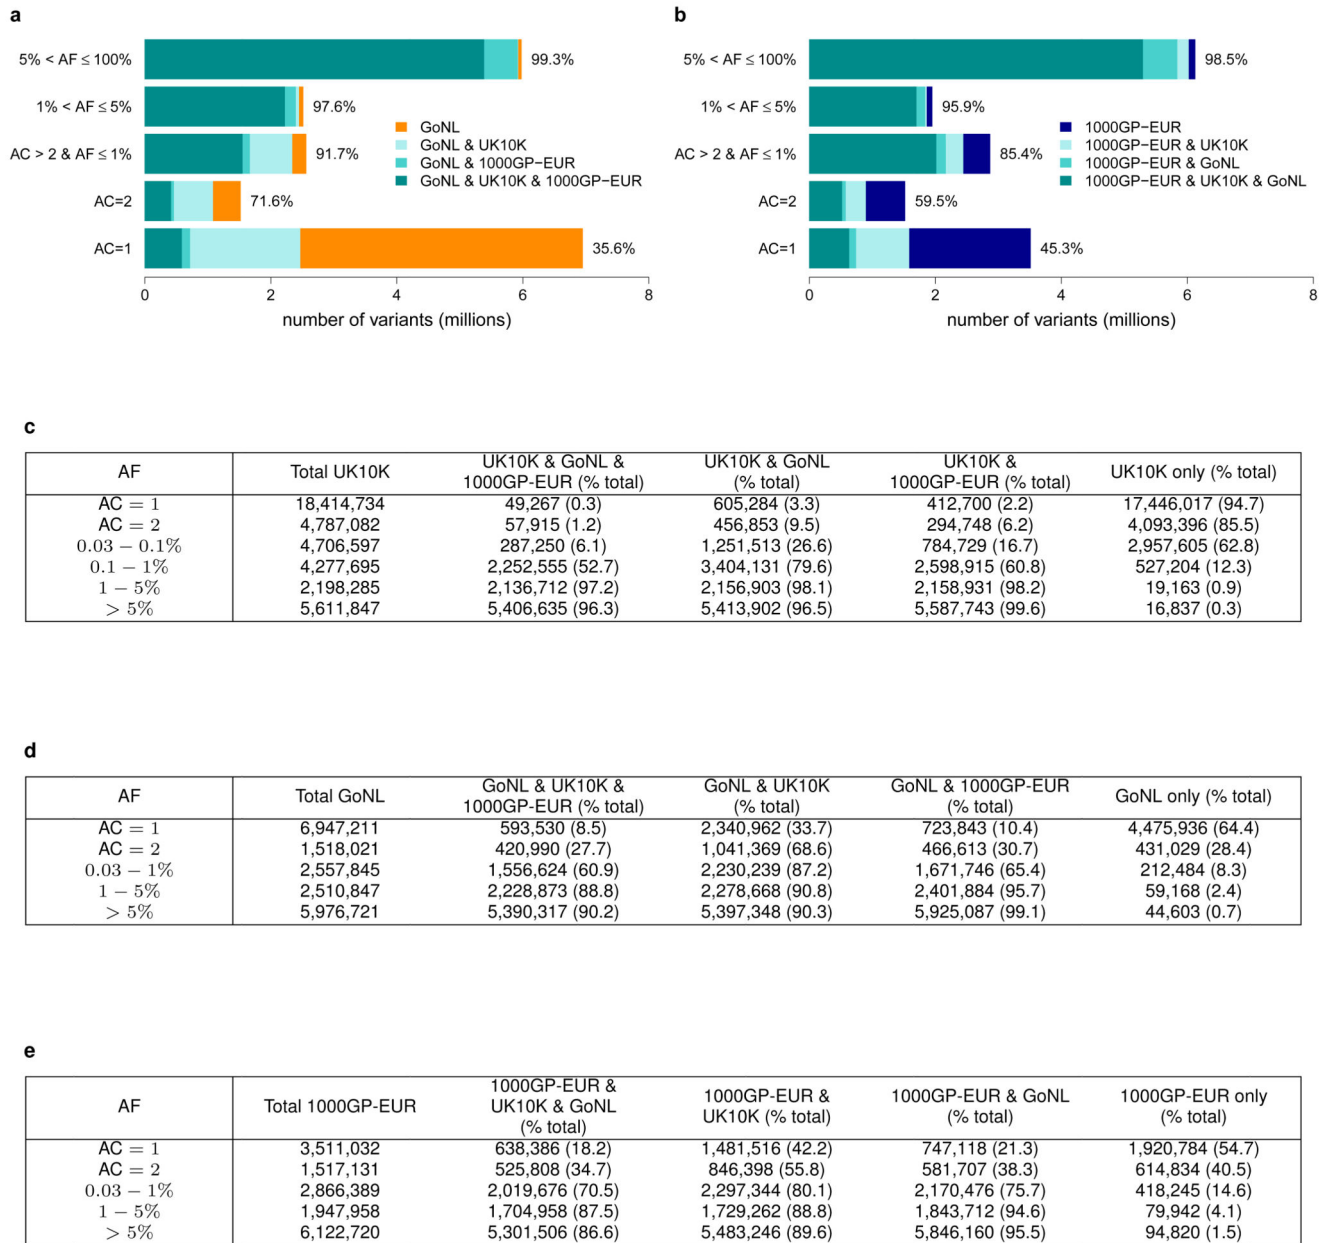 a
5% < AF ≤ 100%
99.3%
1% < AF ≤ 5%
97.6%
AC > 2 & AF ≤ 1%
91.7%
AC=2
71.6%
AC=1
35.6%
GoNL
GoNL & UK10K
GoNL & 1000GP−EUR
GoNL & UK10K & 1000GP−EUR
0 2 4 6 8
number of variants (millions)
b
5% < AF ≤ 100%
98.5%
1% < AF ≤ 5%
95.9%
AC > 2 & AF ≤ 1%
85.4%
AC=2
59.5%
AC=1
45.3%
1000GP−EUR
1000GP−EUR & UK10K
1000GP−EUR & GoNL
1000GP−EUR & UK10K & GoNL
0 2 4 6 8
number of variants (millions)
c
AF Total UK10K UK10K & GoNL & 1000GP-EUR (% total) UK10K & GoNL (% total) UK10K & 1000GP-EUR (% total) UK10K only (% total)
AC = 1 18,414,734 49,267 (0.3) 605,284 (3.3) 412,700 (2.2) 17,446,017 (94.7)
AC = 2 4,787,082 57,915 (1.2) 456,853 (9.5) 294,748 (6.2) 4,093,396 (85.5)
0.03 − 0.1% 4,706,597 287,250 (6.1) 1,251,513 (26.6) 784,729 (16.7) 2,957,605 (62.8)
0.1 − 1% 4,277,695 2,252,555 (52.7) 3,404,131 (79.6) 2,598,915 (60.8) 527,204 (12.3)
1 − 5% 2,198,285 2,136,712 (97.2) 2,156,903 (98.1) 2,158,931 (98.2) 19,163 (0.9)
> 5% 5,611,847 5,406,635 (96.3) 5,413,902 (96.5) 5,587,743 (99.6) 16,837 (0.3)
d
AF Total GoNL GoNL & UK10K & 1000GP-EUR (% total) GoNL & UK10K (% total) GoNL & 1000GP-EUR (% total) GoNL only (% total)
AC = 1 6,947,211 593,530 (8.5) 2,340,962 (33.7) 723,843 (10.4) 4,475,936 (64.4)
AC = 2 1,518,021 420,990 (27.7) 1,041,369 (68.6) 466,613 (30.7) 431,029 (28.4)
0.03 − 1% 2,557,845 1,556,624 (60.9) 2,230,239 (87.2) 1,671,746 (65.4) 212,484 (8.3)
1 − 5% 2,510,847 2,228,873 (88.8) 2,278,668 (90.8) 2,401,884 (95.7) 59,168 (2.4)
> 5% 5,976,721 5,390,317 (90.2) 5,397,348 (90.3) 5,925,087 (99.1) 44,603 (0.7)
e
AF Total 1000GP-EUR 1000GP-EUR & UK10K & GoNL (% total) 1000GP-EUR & UK10K (% total) 1000GP-EUR & GoNL (% total) 1000GP-EUR only (% total)
AC = 1 3,511,032 638,386 (18.2) 1,481,516 (42.2) 747,118 (21.3) 1,920,784 (54.7)
AC = 2 1,517,131 525,808 (34.7) 846,398 (55.8) 581,707 (38.3) 614,834 (40.5)
0.03 − 1% 2,866,389 2,019,676 (70.5) 2,297,344 (80.1) 2,170,476 (75.7) 418,245 (14.6)
1 − 5% 1,947,958 1,704,958 (87.5) 1,729,262 (88.8) 1,843,712 (94.6) 79,942 (4.1)
> 5% 6,122,720 5,301,506 (86.6) 5,483,246 (89.6) 5,846,160 (95.5) 94,820 (1.5)